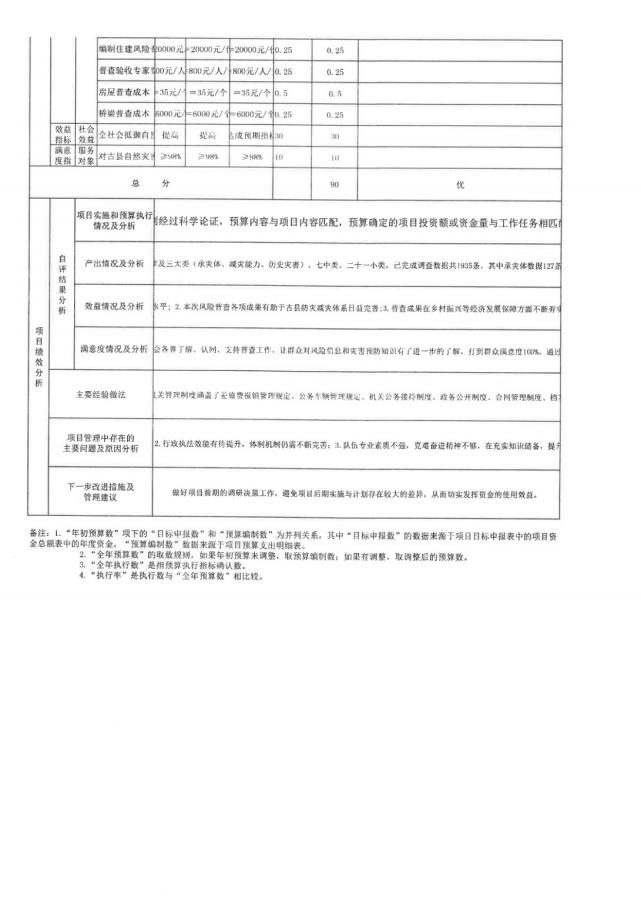 编制住建风险 20000元 =20000元/ =20000元/ 0.25 0.25
普查验收专家 00元/人 =800元/人/ =800元/人/ 0.25 0.25
房屋普查成本 =35元/ =35元/个 =35元/个 0.5 0.5
桥梁普查成本 6000元/ =6000元/ =6000元/ 0.25 0.25
效益指标 社会效益 全社会抵御自然 提高 提高 达成预期指标 30 30
满意度指 服务对象 对古县自然灾害 ≥98% ≥98% ≥98% 10 10
总 分 90 优
项目绩效分析
自评结果分析
项目实施和预算执行
情况及分析
经过科学论证，预算内容与项目内容匹配，预算确定的项目投资额或资金量与工作任务相匹
产出情况及分析 涉及三大类（承灾体、减灾能力、历史灾害）、七中类、二十一小类，已完成调查数据共1935条，其中承灾体数据127条
效益情况及分析 水平；2.本次风险普查各项成果有助于古县防灾减灾体系日益完善；3.普查成果在乡村振兴等经济发展保障方面不断夯实
满意度情况及分析 会各界了解、认同、支持普查工作，让群众对风险信息和灾害预防知识有了进一步的了解，打到群众满意度100%。通过
主要经验做法 机关管理制度涵盖了差旅费报销管理规定、公务车辆管理规定、机关公务接待制度、政务公开制度、合同管理制度、档
项目管理中存在的
主要问题及原因分析
2.行政执法效能有待提升，体制机制仍需不断完善；3.队伍专业素质不强，克难奋进精神不够，在充实知识储备，提升
下一步改进措施及
管理建议
做好项目前期的调研决策工作，避免项目后期实施与计划存在较大的差异，从而切实发挥资金的使用效益。
备注：1.“年初预算数”项下的“目标申报数”和“预算编制数”为并列关系，其中“目标申报数”的数据来源于项目目标申报表中的项目资
金总额表中的年度资金，“预算编制数”数据来源于项目预算支出明细表。
2.“全年预算数”的取数规则，如果年初预算未调整，取预算编制数；如果有调整，取调整后的预算数。
3.“全年执行数”是指预算执行指标确认数。
4.“执行率”是执行数与“全年预算数”相比较。